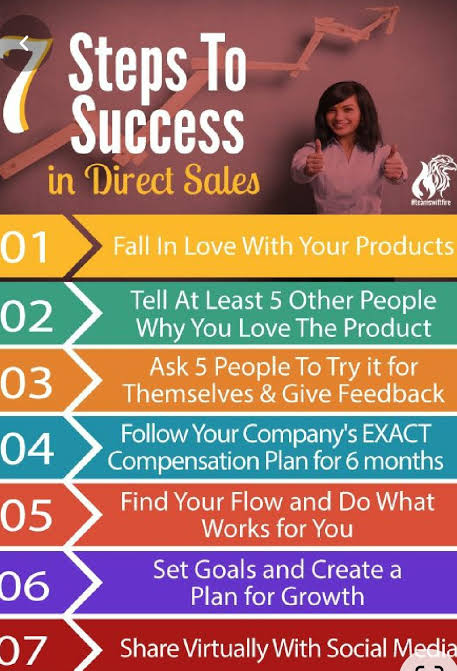 7 Steps To
Success
in Direct Sales
#teamswiftfire
01 Fall In Love With Your Products
02 Tell At Least 5 Other People
Why You Love The Product
03 Ask 5 People To Try it for
Themselves & Give Feedback
04 Follow Your Company's EXACT
Compensation Plan for 6 months
05 Find Your Flow and Do What
Works for You
06 Set Goals and Create a
Plan for Growth
07 Share Virtually With Social Media